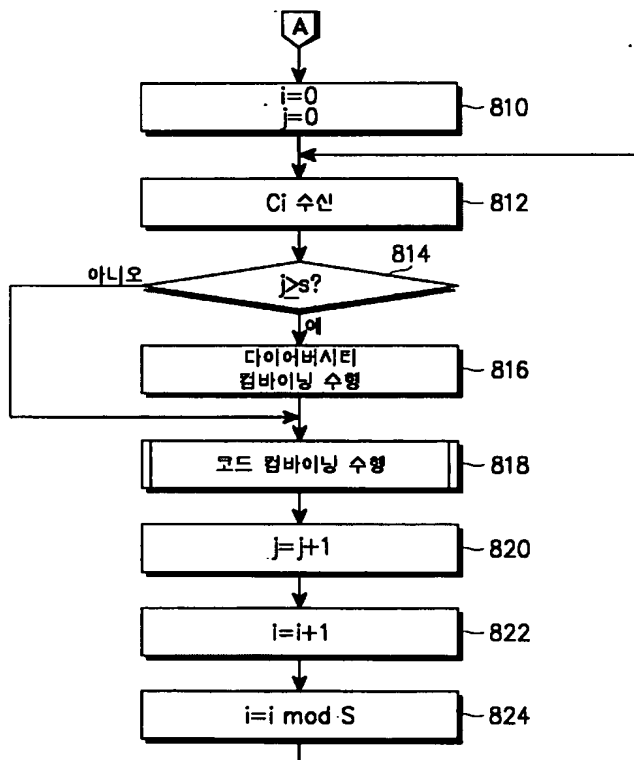 A
i=0
j=0
810
Ci 수신
812
814
아니오
j≥s?
예
다이어버시티
컴바이닝 수형
816
코드 컴바이닝 수형
818
j=j+1
820
i=i+1
822
i=i mod S
824